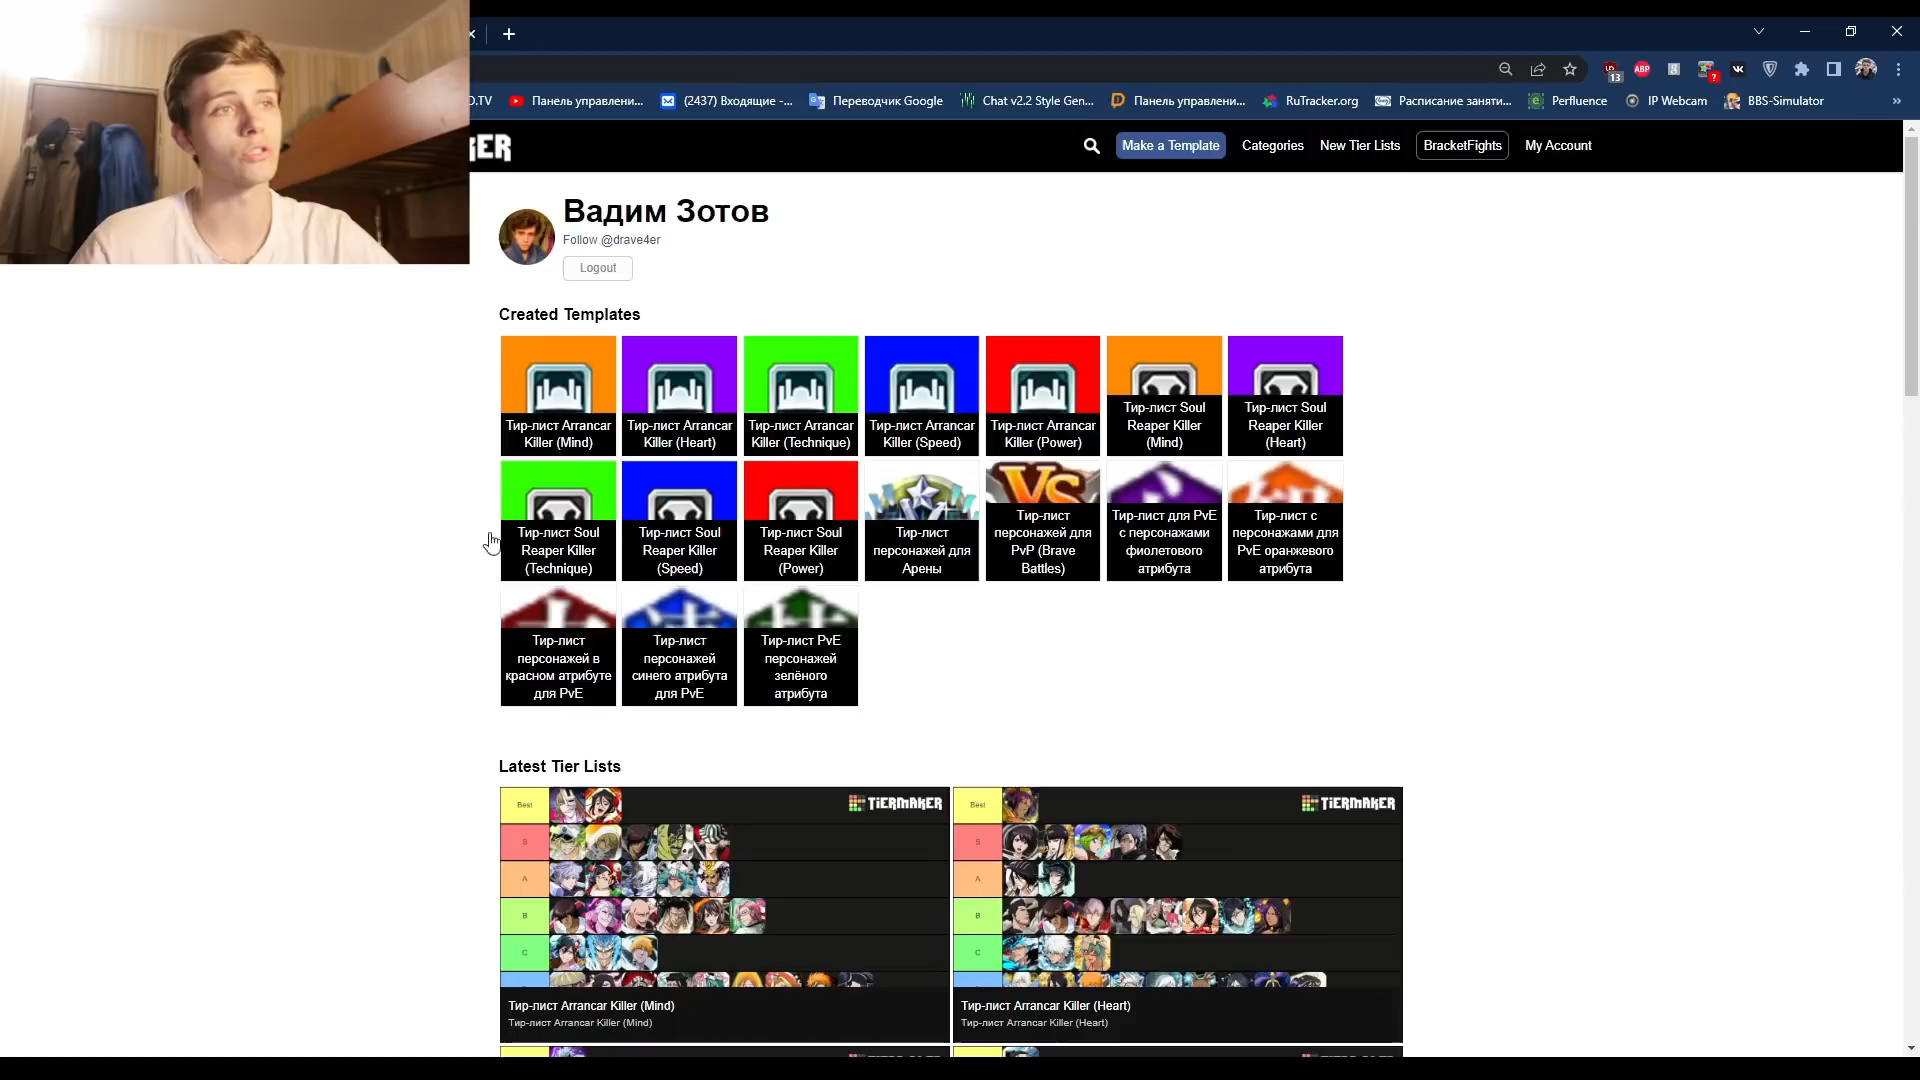 D.TV
Панель управлени...
(2437) Входящие -...
Переводчик Google
Chat v2.2 Style Gen...
Панель управлени...
RuTracker.org
Расписание заняти...
Perfluence
IP Webcam
BBS-Simulator
»
13
ABP
?
ER
Make a Template
Categories
New Tier Lists
BracketFights
My Account
Вадим Зотов
Follow @drave4er
Logout
Created Templates
Тир-лист Arrancar
Killer (Mind)
Тир-лист Arrancar
Killer (Heart)
Тир-лист Arrancar
Killer (Technique)
Тир-лист Arrancar
Killer (Speed)
Тир-лист Arrancar
Killer (Power)
Тир-лист Soul
Reaper Killer
(Mind)
Тир-лист Soul
Reaper Killer
(Heart)
Тир-лист Soul
Reaper Killer
(Technique)
Тир-лист Soul
Reaper Killer
(Speed)
Тир-лист Soul
Reaper Killer
(Power)
Тир-лист
персонажей для
Арены
Vs
Тир-лист
персонажей для
PvP (Brave
Battles)
Тир-лист для PvE
с персонажами
фиолетового
атрибута
Тир-лист с
персонажами для
PvE оранжевого
атрибута
Тир-лист
персонажей в
красном атрибуте
для PvE
Тир-лист
персонажей
синего атрибута
для PvE
Тир-лист PvE
персонажей
зелёного
атрибута
Latest Tier Lists
Best
TIERMAKER
S
A
B
C
Тир-лист Arrancar Killer (Mind)
Тир-лист Arrancar Killer (Mind)
Best
TIERMAKER
S
A
B
C
Тир-лист Arrancar Killer (Heart)
Тир-лист Arrancar Killer (Heart)